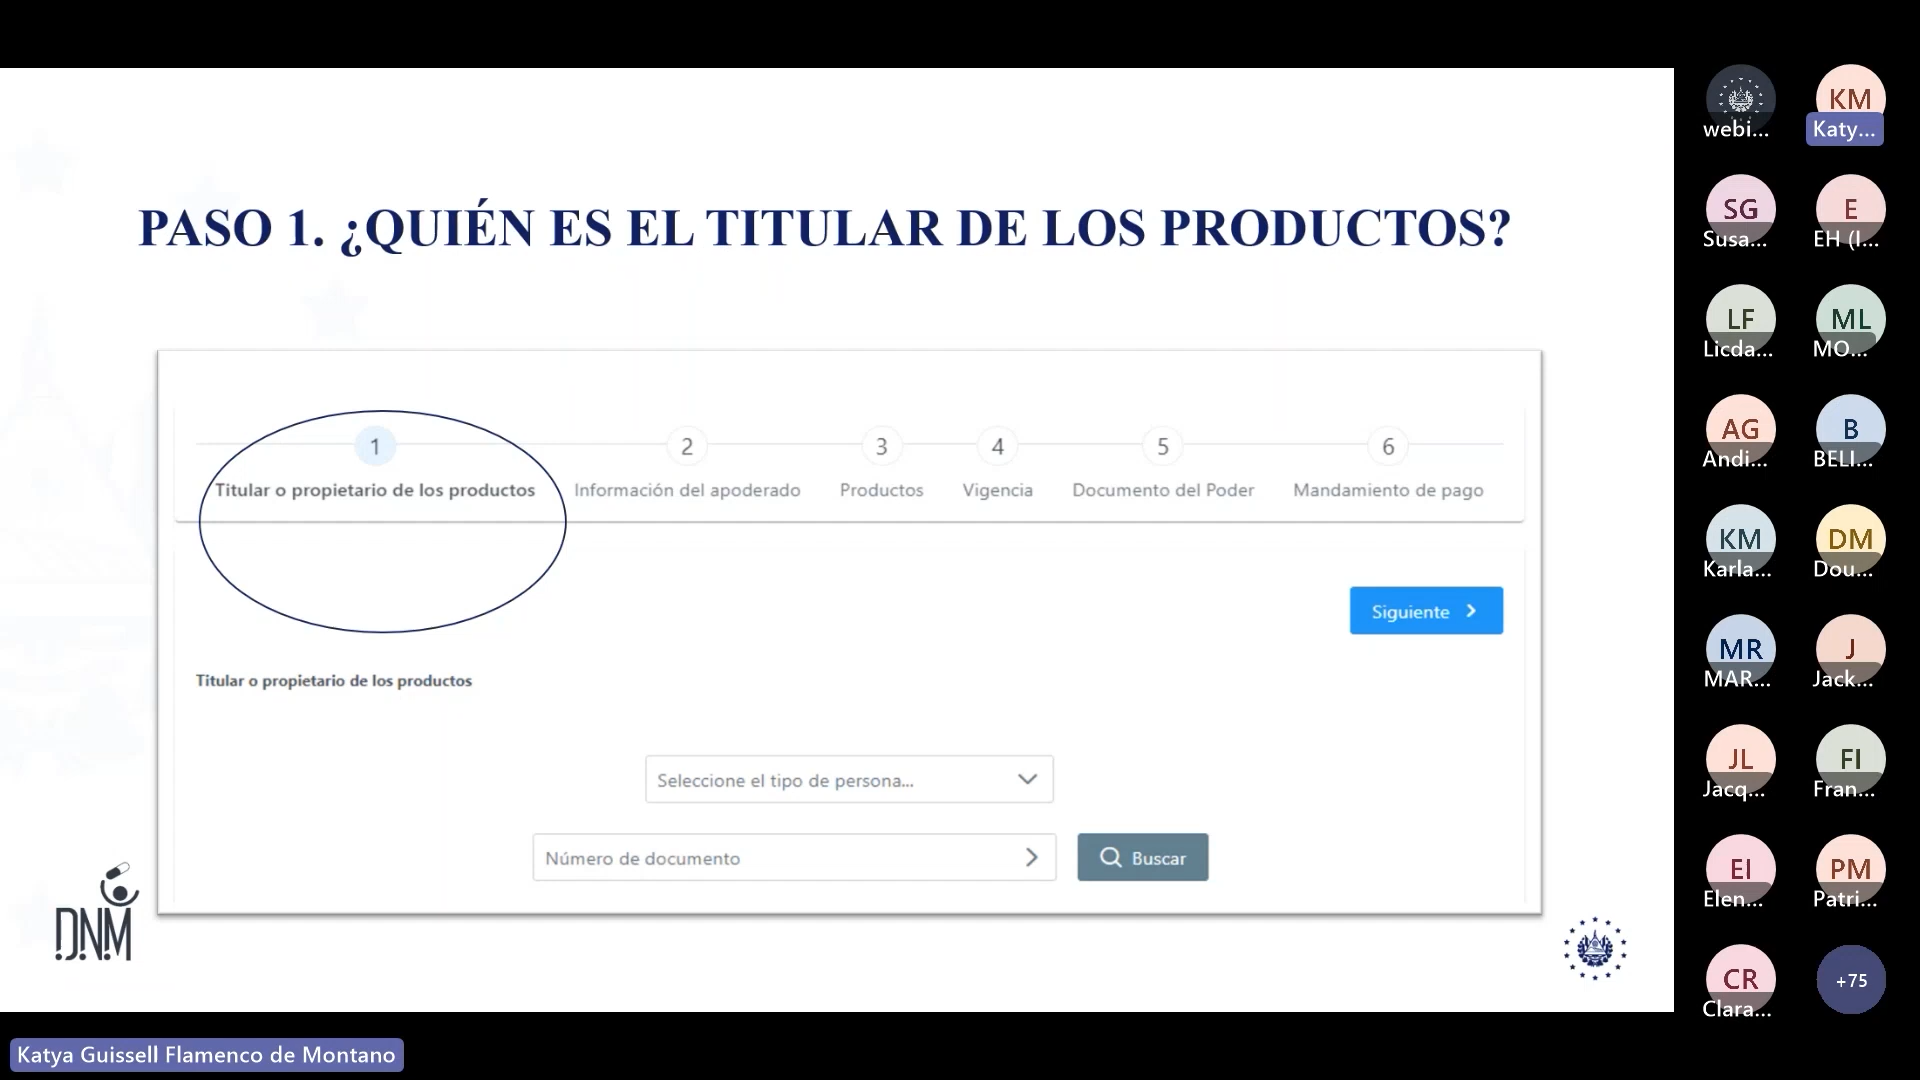 PASO 1. ¿QUIÉN ES EL TITULAR DE LOS PRODUCTOS?
1 2 3 4 5 6
Titular o propietario de los productos Información del apoderado Productos Vigencia Documento del Poder Mandamiento de pago
Siguiente
Titular o propietario de los productos
Seleccione el tipo de persona...
Número de documento
Buscar
DNM
webi...
KM
Katy...
SG
Susa...
E
EH (I...
LF
Licda...
ML
MO...
AG
Andi...
B
BELI...
KM
Karla...
DM
Dou...
MR
MAR...
J
Jack...
JL
Jacq...
FI
Fran...
EI
Elen...
PM
Patri...
CR
Clara...
+75
Katya Guissell Flamenco de Montano